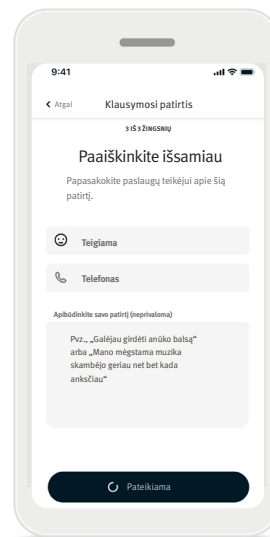 9:41
Atgal
Klausymosi patirtis
3 IŠ 3 ŽINGSNIŲ
Paaiškinkite išsamiau
Papasakokite paslaugų teikėjui apie šią
patirtį.
Teigiama
Telefonas
Apibūdinkite savo patirtį (neprivaloma)
Pvz., „Galėjau girdėti anūko balsą“
arba „Mano mėgstama muzika
skambėjo geriau net bet kada
anksčiau“
Pateikiama